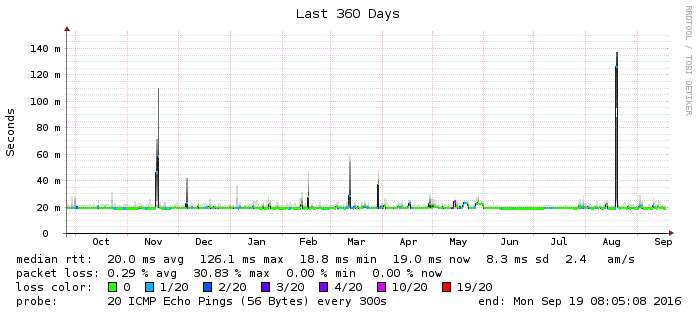 Last 360 Days
RRDTOOL / TOBI OETIKER
Seconds
140 m
120 m
100 m
80 m
60 m
40 m
20 m
0
Oct Nov Dec Jan Feb Mar Apr May Jun Jul Aug Sep
median rtt: 20.0 ms avg 126.1 ms max 18.8 ms min 19.0 ms now 8.3 ms sd 2.4 am/s
packet loss: 0.29 % avg 30.83 % max 0.00 % min 0.00 % now
loss color: 0 1/20 2/20 3/20 4/20 10/20 19/20
probe: 20 ICMP Echo Pings (56 Bytes) every 300s end: Mon Sep 19 08:05:08 2016